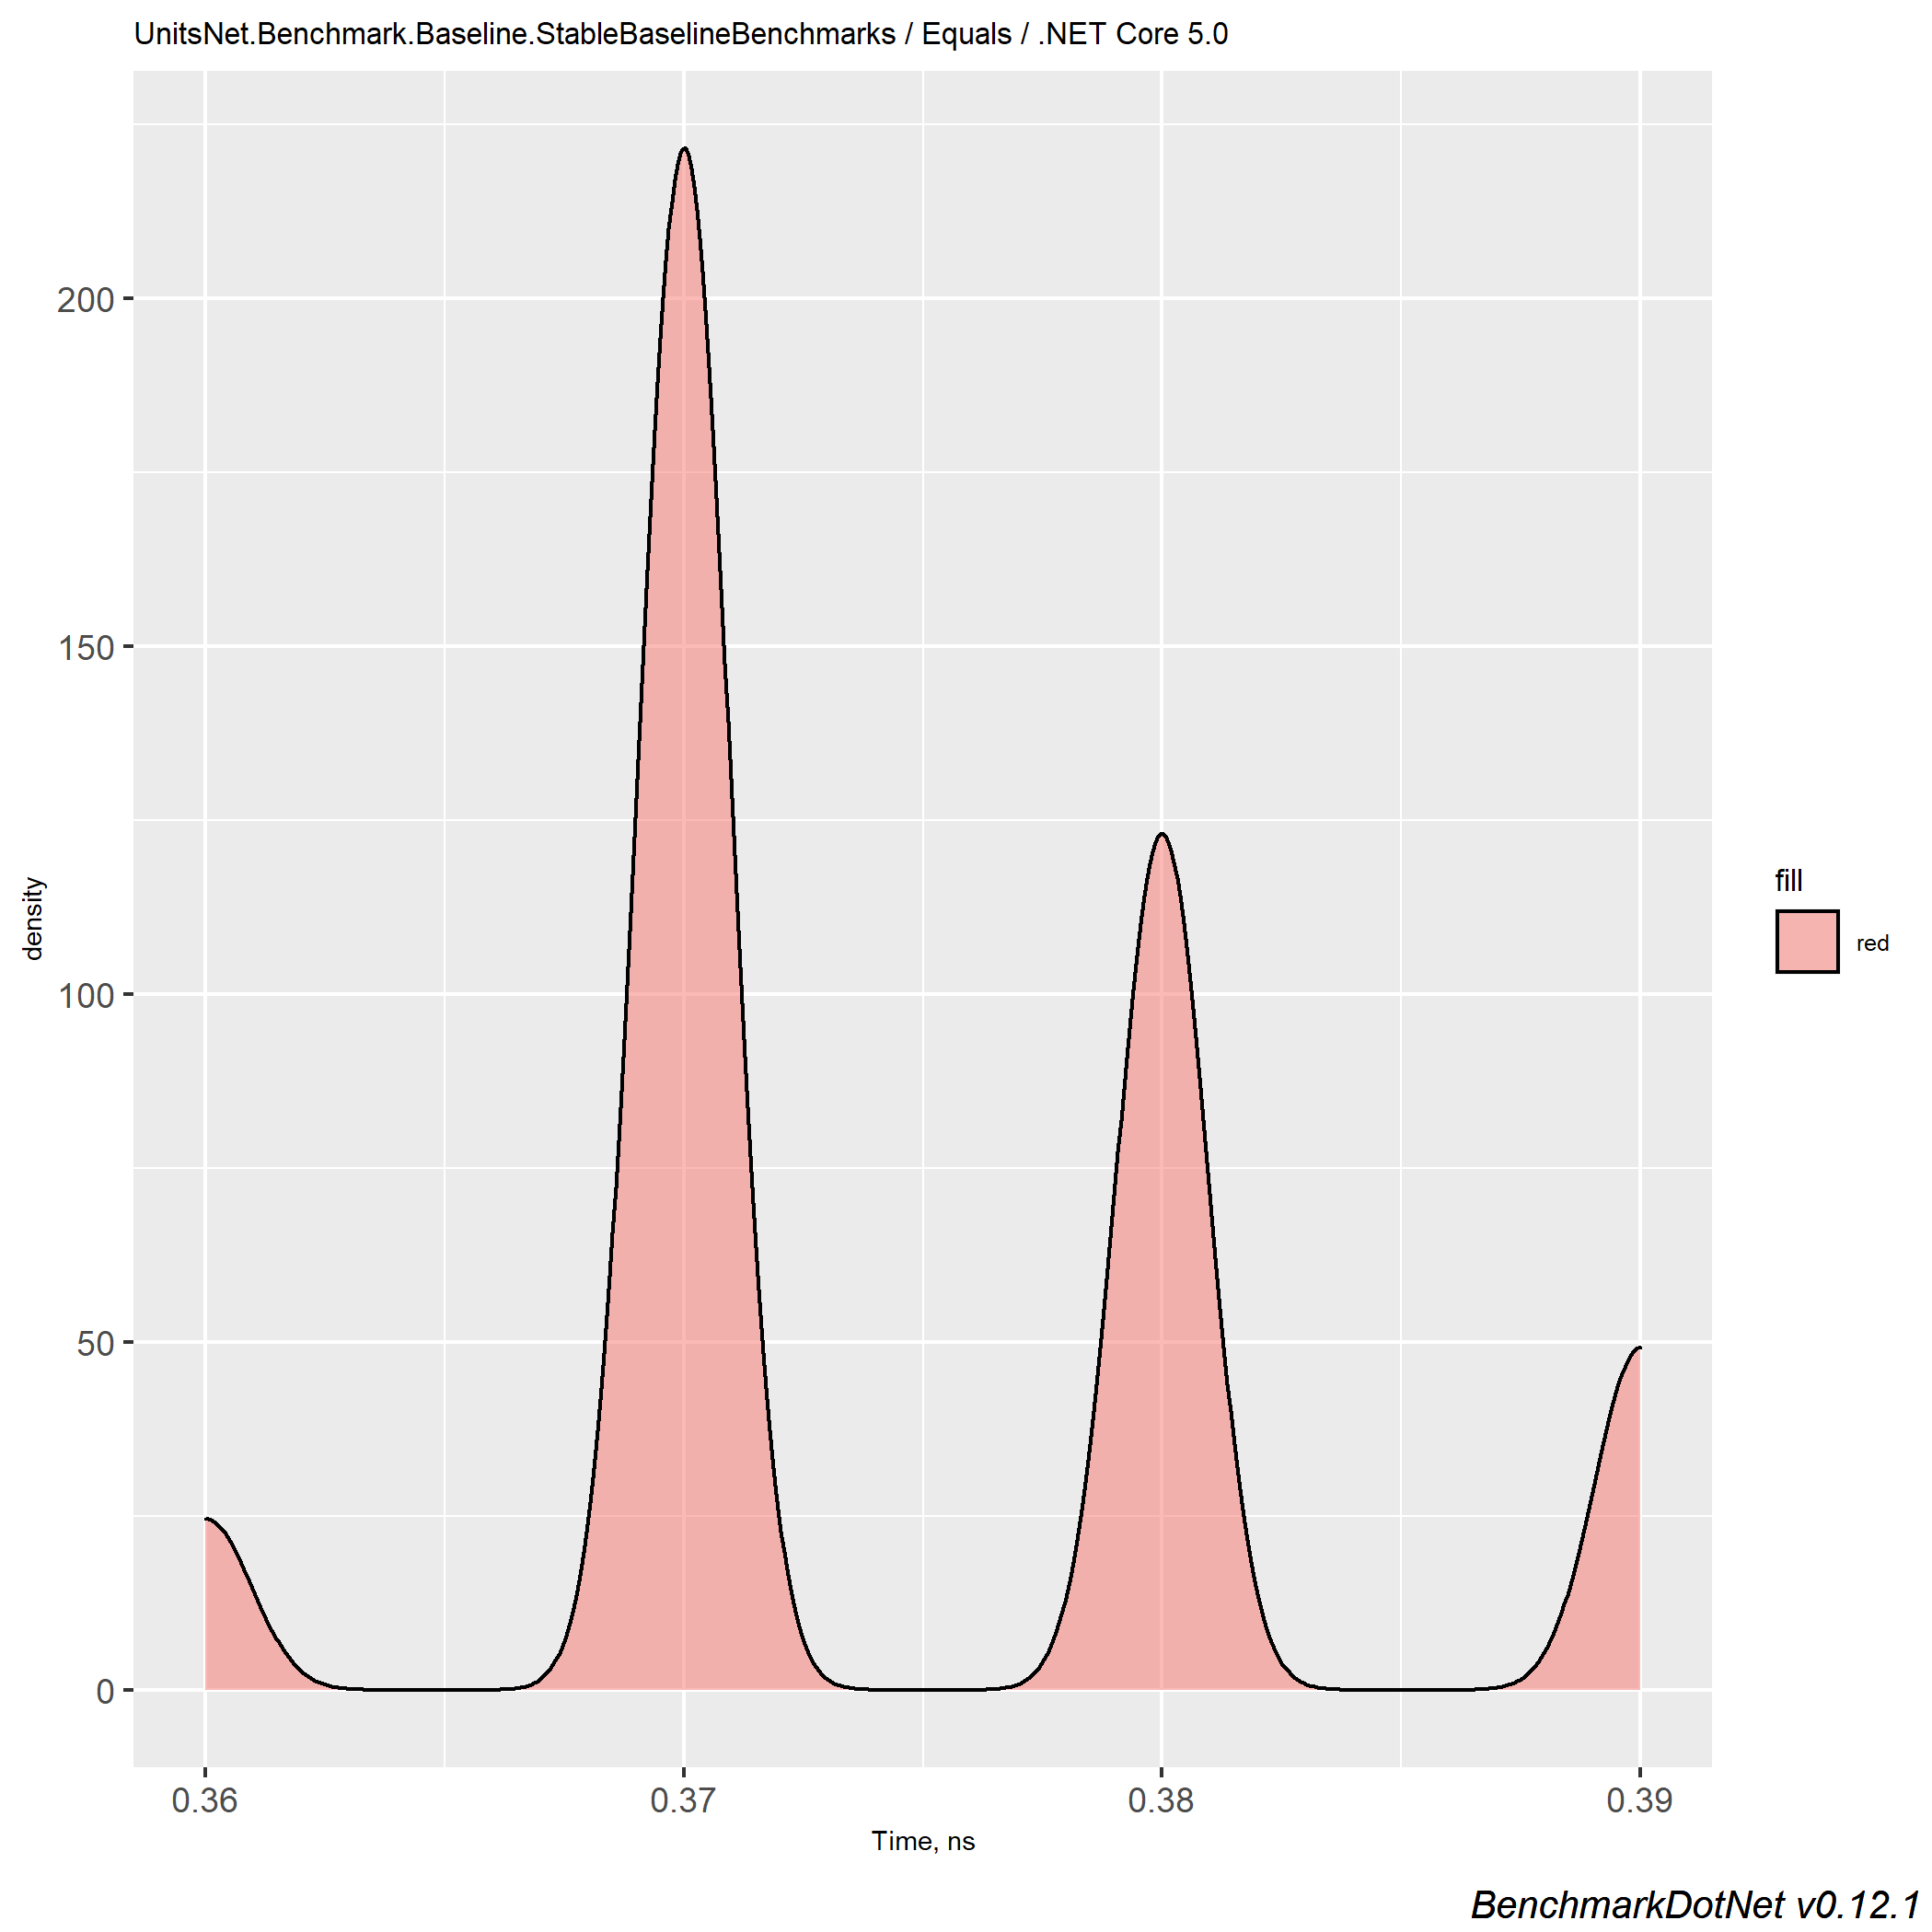 UnitsNet.Benchmark.Baseline.StableBaselineBenchmarks / Equals / .NET Core 5.0
200
150
100
50
0
density
0.36 0.37 0.38 0.39
Time, ns
fill
red
BenchmarkDotNet v0.12.1